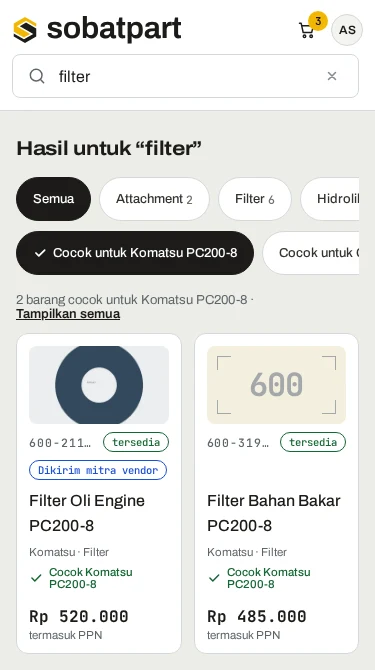 sobatpart
3
AS
filter
Hasil untuk “filter”
Semua
Attachment 2
Filter 6
Hidrolik
Cocok untuk Komatsu PC200-8
Cocok untuk
2 barang cocok untuk Komatsu PC200-8 ·
Tampilkan semua
600-211…
tersedia
Dikirim mitra vendor
Filter Oli Engine
PC200-8
Komatsu · Filter
Cocok Komatsu
PC200-8
Rp 520.000
termasuk PPN
600
600-319…
tersedia
Filter Bahan Bakar
PC200-8
Komatsu · Filter
Cocok Komatsu
PC200-8
Rp 485.000
termasuk PPN